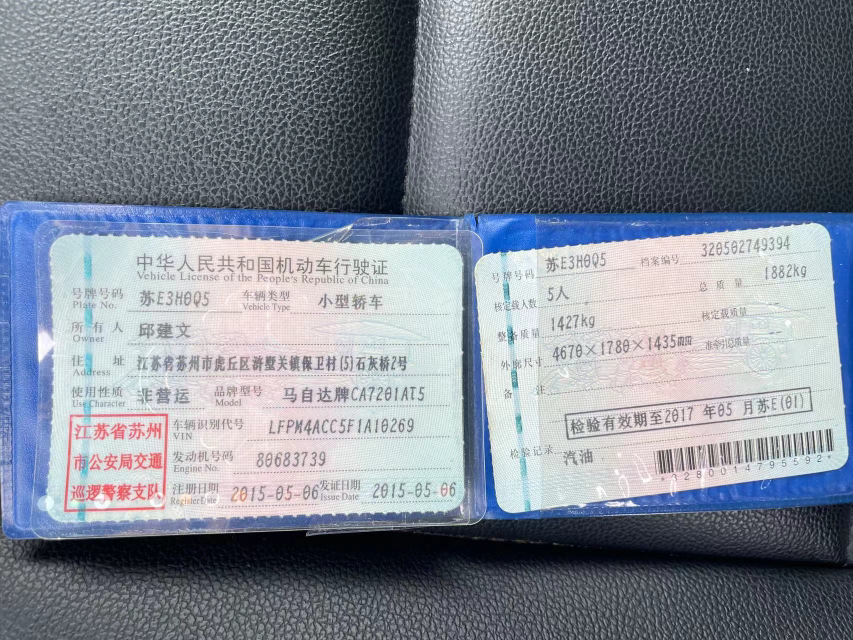 中华人民共和国机动车行驶证
Vehicle License of the People's Republic of China
号牌号码 Plate No. 苏E3H0Q5 车辆类型 Vehicle Type 小型轿车
所有人 Owner 邱建文
住址 Address 江苏省苏州市虎丘区浒墅关镇保卫村(5)石灰桥2号
使用性质 Use Character 非营运 品牌型号 Model 马自达牌CA7201AT5
江苏省苏州
市公安局交通
巡逻警察支队
车辆识别代号 VIN LFPM4ACC5F1A10269
发动机号码 Engine No. 80683739
注册日期 Register Date 2015-05-06 发证日期 Issue Date 2015-05-06
号牌号码 苏E3H0Q5 档案编号 320502749394
核定载人数 5人 总质量 1882kg
整备质量 1427kg 核定载质量
外廓尺寸 4670×1780×1435mm 准牵引总质量
备注
检验有效期至2017年05月苏E(01)
检验记录 汽油
*3280014795592*